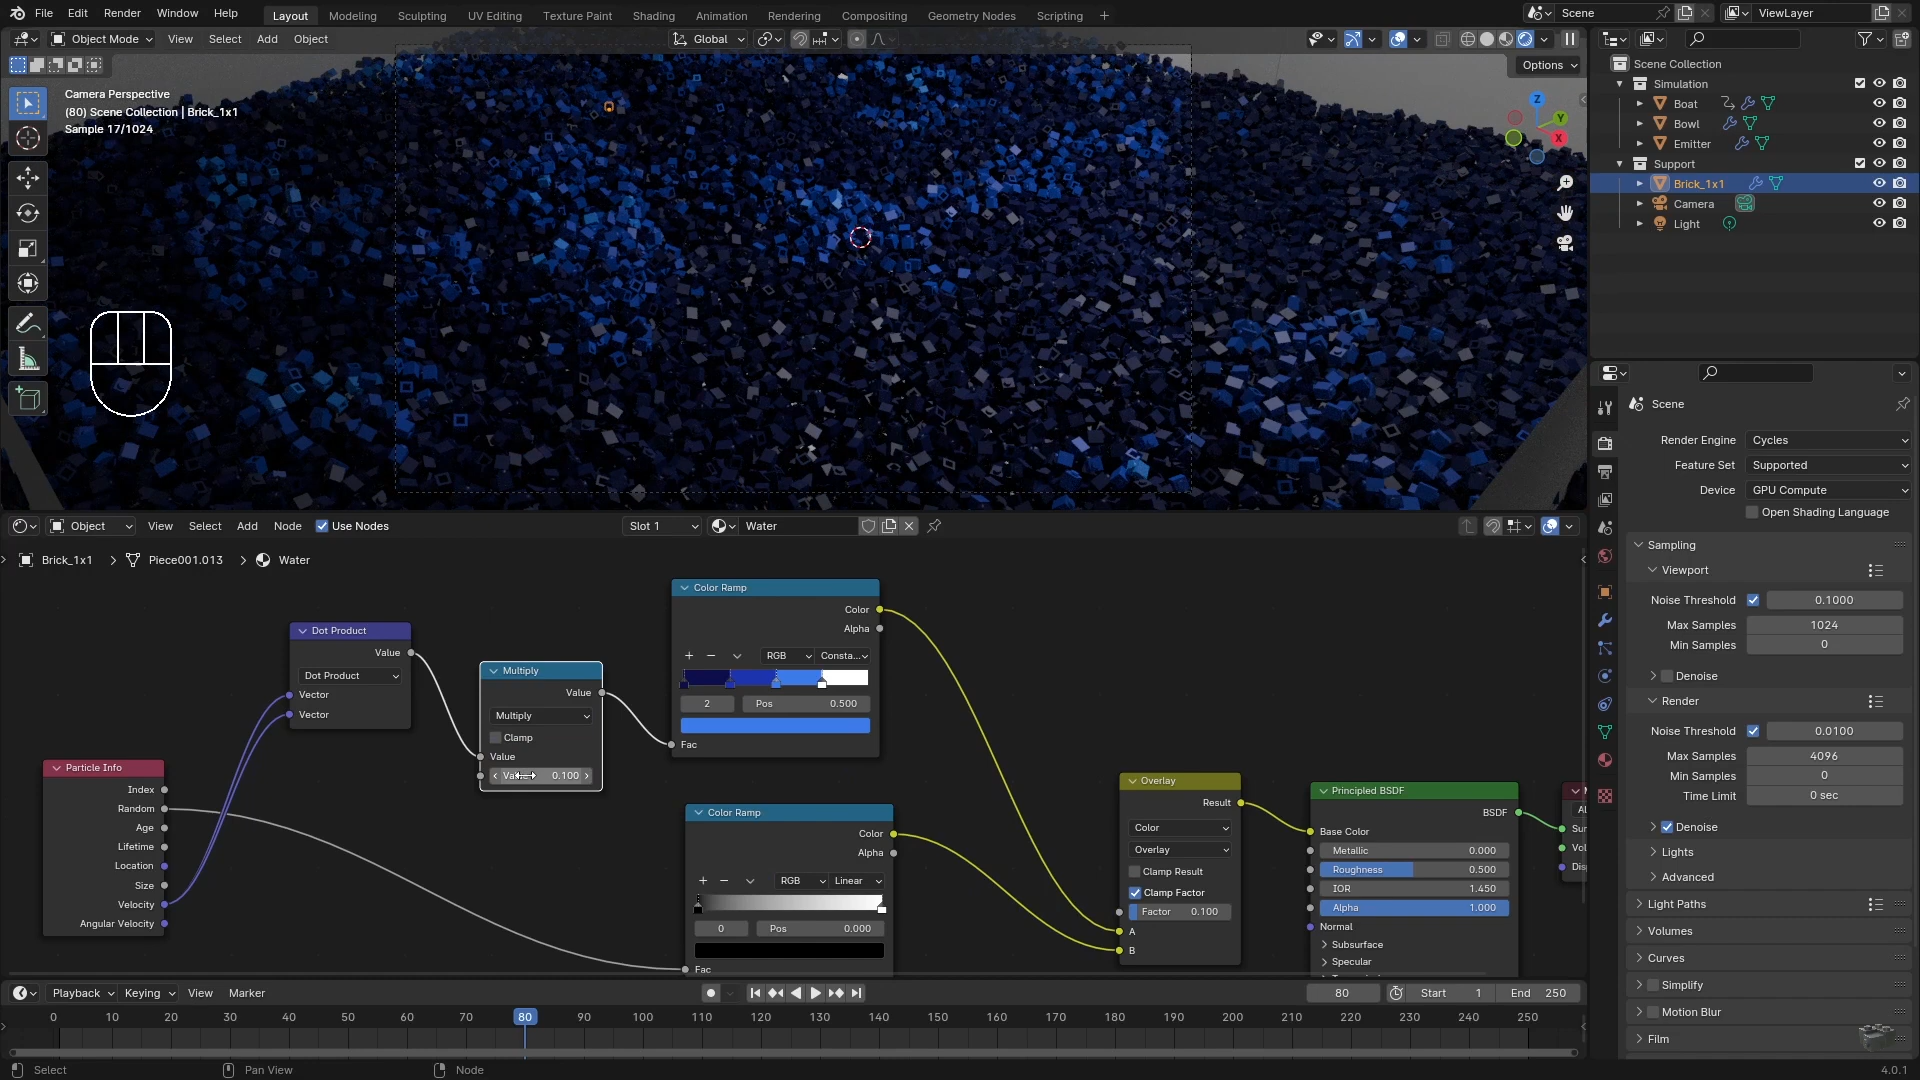 File Edit Render Window Help Layout Modeling Sculpting UV Editing Texture Paint Shading Animation Rendering Compositing Geometry Nodes Scripting + Scene ViewLayer
Object Mode View Select Add Object Global
Options
Camera Perspective
(80) Scene Collection | Brick_1x1
Sample 17/1024
Z
Y
X
Scene Collection
Simulation
Boat
Bowl
Emitter
Support
Brick_1x1
Camera
Light
Scene
Render Engine Cycles
Feature Set Supported
Device GPU Compute
Open Shading Language
Sampling
Viewport
Noise Threshold 0.1000
Max Samples 1024
Min Samples 0
Denoise
Render
Noise Threshold 0.0100
Max Samples 4096
Min Samples 0
Time Limit 0 sec
Denoise
Lights
Advanced
Light Paths
Volumes
Curves
Simplify
Motion Blur
Film
Object View Select Add Node Use Nodes Slot 1 Water
Brick_1x1 > Piece001.013 > Water
Particle Info
Index
Random
Age
Lifetime
Location
Size
Velocity
Angular Velocity
Dot Product
Value
Dot Product
Vector
Vector
Multiply
Value
Multiply
Clamp
Value
0.100
Color Ramp
Color
Alpha
RGB Consta...
2 Pos 0.500
Fac
Color Ramp
Color
Alpha
RGB Linear
0 Pos 0.000
Fac
Overlay
Result
Color
Overlay
Clamp Result
Clamp Factor
Factor 0.100
A
B
Principled BSDF
BSDF
Base Color
Metallic 0.000
Roughness 0.500
IOR 1.450
Alpha 1.000
Normal
Subsurface
Specular
Playback Keying View Marker 80 Start 1 End 250
0 10 20 30 40 50 60 70 80 90 100 110 120 130 140 150 160 170 180 190 200 210 220 230 240 250
Select Pan View Node 4.0.1